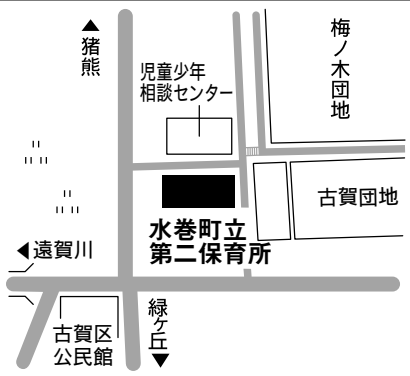 ▲
猪熊
児童少年
相談センター
梅ノ木団地
古賀団地
水巻町立
第二保育所
◀遠賀川
古賀区
公民館
緑ヶ丘
▼